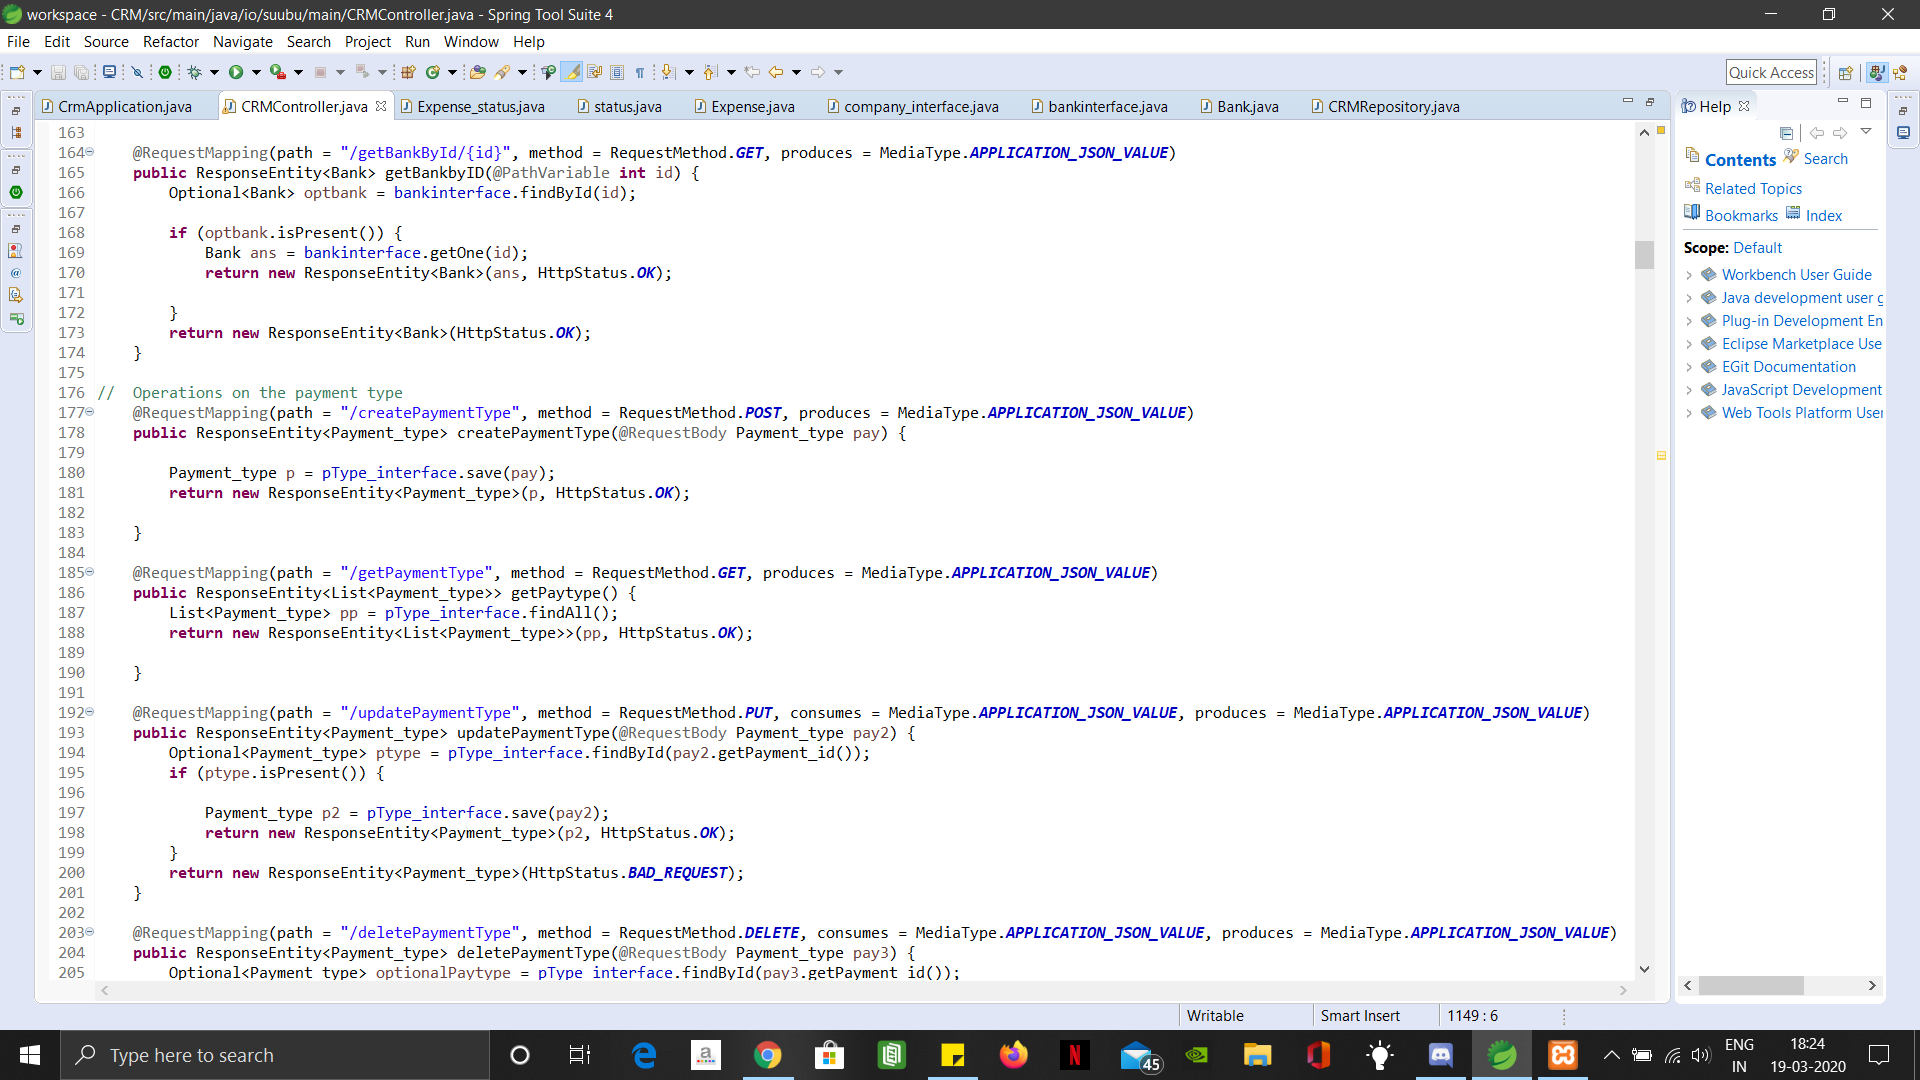 workspace - CRM/src/main/java/io/suubu/main/CRMController.java - Spring Tool Suite 4
File Edit Source Refactor Navigate Search Project Run Window Help
Quick Access
CrmApplication.java CRMController.java Expense_status.java status.java Expense.java company_interface.java bankinterface.java Bank.java CRMRepository.java
163
164 @RequestMapping(path = "/getBankById/{id}", method = RequestMethod.GET, produces = MediaType.APPLICATION_JSON_VALUE)
165 public ResponseEntity<Bank> getBankbyID(@PathVariable int id) {
166 Optional<Bank> optbank = bankinterface.findById(id);
167
168 if (optbank.isPresent()) {
169 Bank ans = bankinterface.getOne(id);
170 return new ResponseEntity<Bank>(ans, HttpStatus.OK);
171
172 }
173 return new ResponseEntity<Bank>(HttpStatus.OK);
174 }
175
176 // Operations on the payment type
177 @RequestMapping(path = "/createPaymentType", method = RequestMethod.POST, produces = MediaType.APPLICATION_JSON_VALUE)
178 public ResponseEntity<Payment_type> createPaymentType(@RequestBody Payment_type pay) {
179
180 Payment_type p = pType_interface.save(pay);
181 return new ResponseEntity<Payment_type>(p, HttpStatus.OK);
182
183 }
184
185 @RequestMapping(path = "/getPaymentType", method = RequestMethod.GET, produces = MediaType.APPLICATION_JSON_VALUE)
186 public ResponseEntity<List<Payment_type>> getPaytype() {
187 List<Payment_type> pp = pType_interface.findAll();
188 return new ResponseEntity<List<Payment_type>>(pp, HttpStatus.OK);
189
190 }
191
192 @RequestMapping(path = "/updatePaymentType", method = RequestMethod.PUT, consumes = MediaType.APPLICATION_JSON_VALUE, produces = MediaType.APPLICATION_JSON_VALUE)
193 public ResponseEntity<Payment_type> updatePaymentType(@RequestBody Payment_type pay2) {
194 Optional<Payment_type> ptype = pType_interface.findById(pay2.getPayment_id());
195 if (ptype.isPresent()) {
196
197 Payment_type p2 = pType_interface.save(pay2);
198 return new ResponseEntity<Payment_type>(p2, HttpStatus.OK);
199 }
200 return new ResponseEntity<Payment_type>(HttpStatus.BAD_REQUEST);
201 }
202
203 @RequestMapping(path = "/deletePaymentType", method = RequestMethod.DELETE, consumes = MediaType.APPLICATION_JSON_VALUE, produces = MediaType.APPLICATION_JSON_VALUE)
204 public ResponseEntity<Payment_type> deletePaymentType(@RequestBody Payment_type pay3) {
205 Optional<Payment_type> optionalPaytype = pType_interface.findById(pay3.getPayment_id());
Help
Contents Search
Related Topics
Bookmarks Index
Scope: Default
Workbench User Guide
Java development user g
Plug-in Development En
Eclipse Marketplace Use
EGit Documentation
JavaScript Development
Web Tools Platform User
Writable Smart Insert 1149 : 6
Type here to search
45
ENG
IN
18:24
19-03-2020